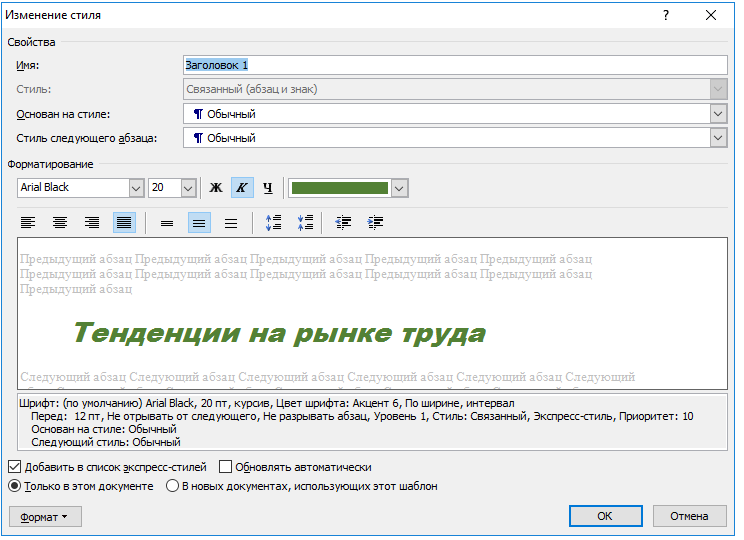 Изменение стиля ?
Свойства
Имя: Заголовок 1
Стиль: Связанный (абзац и знак)
Основан на стиле: ¶ Обычный
Стиль следующего абзаца: ¶ Обычный
Форматирование
Arial Black 20 Ж К Ч
Предыдущий абзац Предыдущий абзац Предыдущий абзац Предыдущий абзац Предыдущий абзац
Предыдущий абзац Предыдущий абзац Предыдущий абзац Предыдущий абзац Предыдущий абзац
Предыдущий абзац
Тенденции на рынке труда
Следующий абзац Следующий абзац Следующий абзац Следующий абзац Следующий абзац Следующий
Шрифт: (по умолчанию) Arial Black, 20 пт, курсив, Цвет шрифта: Акцент 6, По ширине, интервал
Перед: 12 пт, Не отрывать от следующего, Не разрывать абзац, Уровень 1, Стиль: Связанный, Экспресс-стиль, Приоритет: 10
Основан на стиле: Обычный
Следующий стиль: Обычный
Добавить в список экспресс-стилей Обновлять автоматически
Только в этом документе В новых документах, использующих этот шаблон
Формат ОК Отмена